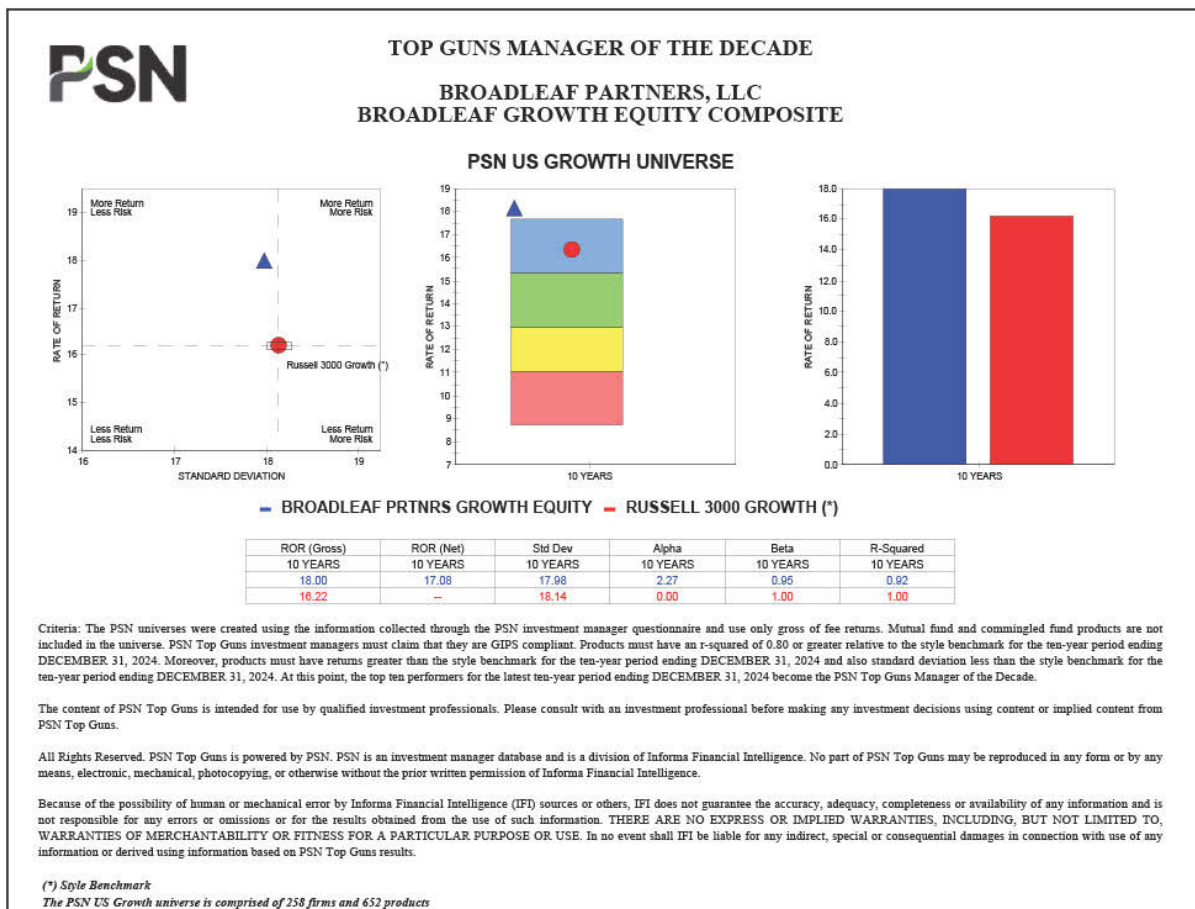 PSN
TOP GUNS MANAGER OF THE DECADE
BROADLEAF PARTNERS, LLC
BROADLEAF GROWTH EQUITY COMPOSITE
PSN US GROWTH UNIVERSE
More Return
Less Risk
More Return
More Risk
19
18
17
16
15
14
RATE OF RETURN
Russell 3000 Growth (*)
Less Return
Less Risk
Less Return
More Risk
16
17
18
19
STANDARD DEVIATION
19
18
17
16
15
14
13
12
11
10
9
8
7
RATE OF RETURN
10 YEARS
18.0
16.0
14.0
12.0
10.0
8.0
6.0
4.0
2.0
0.0
RATE OF RETURN
10 YEARS
BROADLEAF PRTNRS GROWTH EQUITY
RUSSELL 3000 GROWTH (*)
ROR (Gross) ROR (Net) Std Dev Alpha Beta R-Squared
10 YEARS 10 YEARS 10 YEARS 10 YEARS 10 YEARS 10 YEARS
18.00 17.08 17.98 2.27 0.95 0.92
16.22 -- 18.14 0.00 1.00 1.00
Criteria: The PSN universes were created using the information collected through the PSN investment manager questionnaire and use only gross of fee returns. Mutual fund and commingled fund products are not
included in the universe. PSN Top Guns investment managers must claim that they are GIPS compliant. Products must have an r-squared of 0.80 or greater relative to the style benchmark for the ten-year period ending
DECEMBER 31, 2024. Moreover, products must have returns greater than the style benchmark for the ten-year period ending DECEMBER 31, 2024 and also standard deviation less than the style benchmark for the
ten-year period ending DECEMBER 31, 2024. At this point, the top ten performers for the latest ten-year period ending DECEMBER 31, 2024 become the PSN Top Guns Manager of the Decade.
The content of PSN Top Guns is intended for use by qualified investment professionals. Please consult with an investment professional before making any investment decisions using content or implied content from
PSN Top Guns.
All Rights Reserved. PSN Top Guns is powered by PSN. PSN is an investment manager database and is a division of Informa Financial Intelligence. No part of PSN Top Guns may be reproduced in any form or by any
means, electronic, mechanical, photocopying, or otherwise without the prior written permission of Informa Financial Intelligence.
Because of the possibility of human or mechanical error by Informa Financial Intelligence (IFI) sources or others, IFI does not guarantee the accuracy, adequacy, completeness or availability of any information and is
not responsible for any errors or omissions or for the results obtained from the use of such information. THERE ARE NO EXPRESS OR IMPLIED WARRANTIES, INCLUDING, BUT NOT LIMITED TO,
WARRANTIES OF MERCHANTABILITY OR FITNESS FOR A PARTICULAR PURPOSE OR USE. In no event shall IFI be liable for any indirect, special or consequential damages in connection with use of any
information or derived using information based on PSN Top Guns results.
(*) Style Benchmark
The PSN US Growth universe is comprised of 258 firms and 652 products